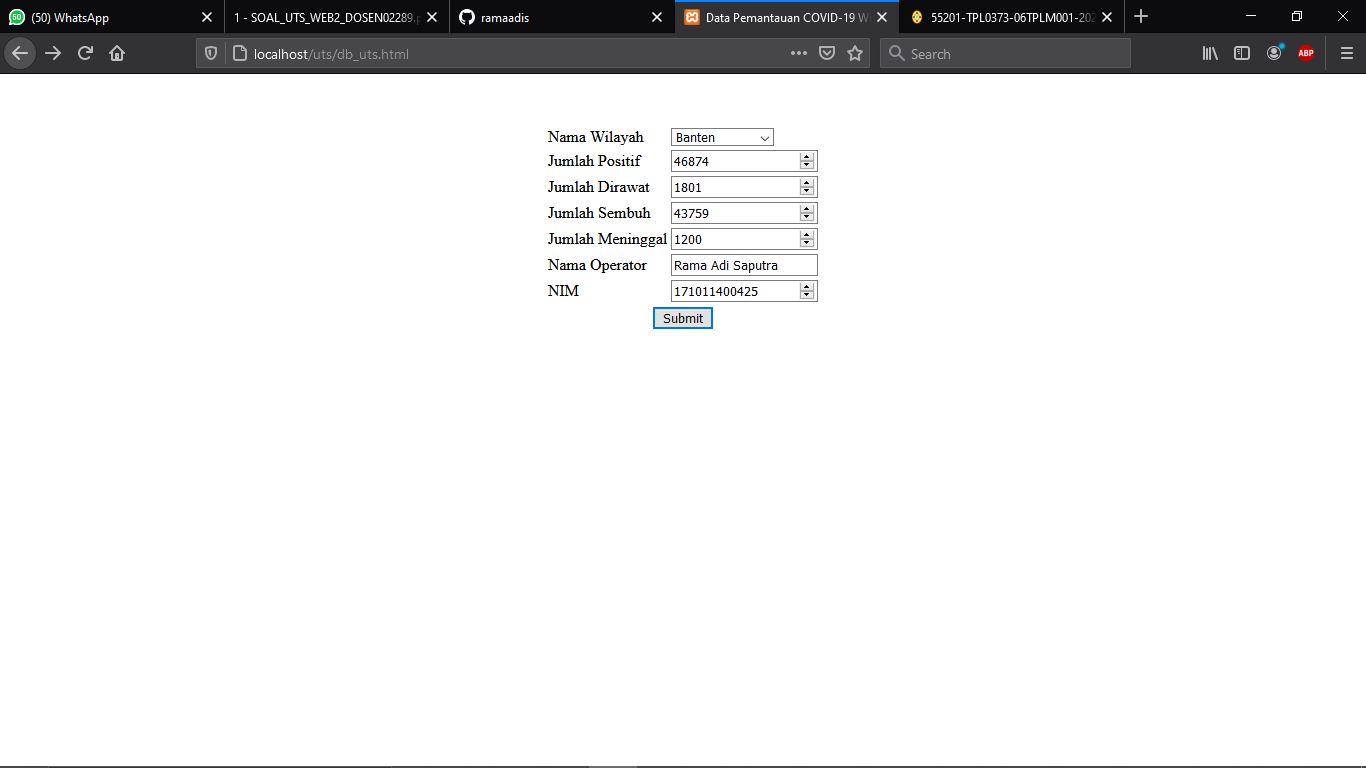 (50) WhatsApp
1 - SOAL_UTS_WEB2_DOSEN02289.p
ramaadis
Data Pemantauan COVID-19 W
55201-TPL0373-06TPLM001-202
localhost/uts/db_uts.html
Search
ABP
Nama Wilayah Banten
Jumlah Positif 46874
Jumlah Dirawat 1801
Jumlah Sembuh 43759
Jumlah Meninggal 1200
Nama Operator Rama Adi Saputra
NIM 171011400425
Submit